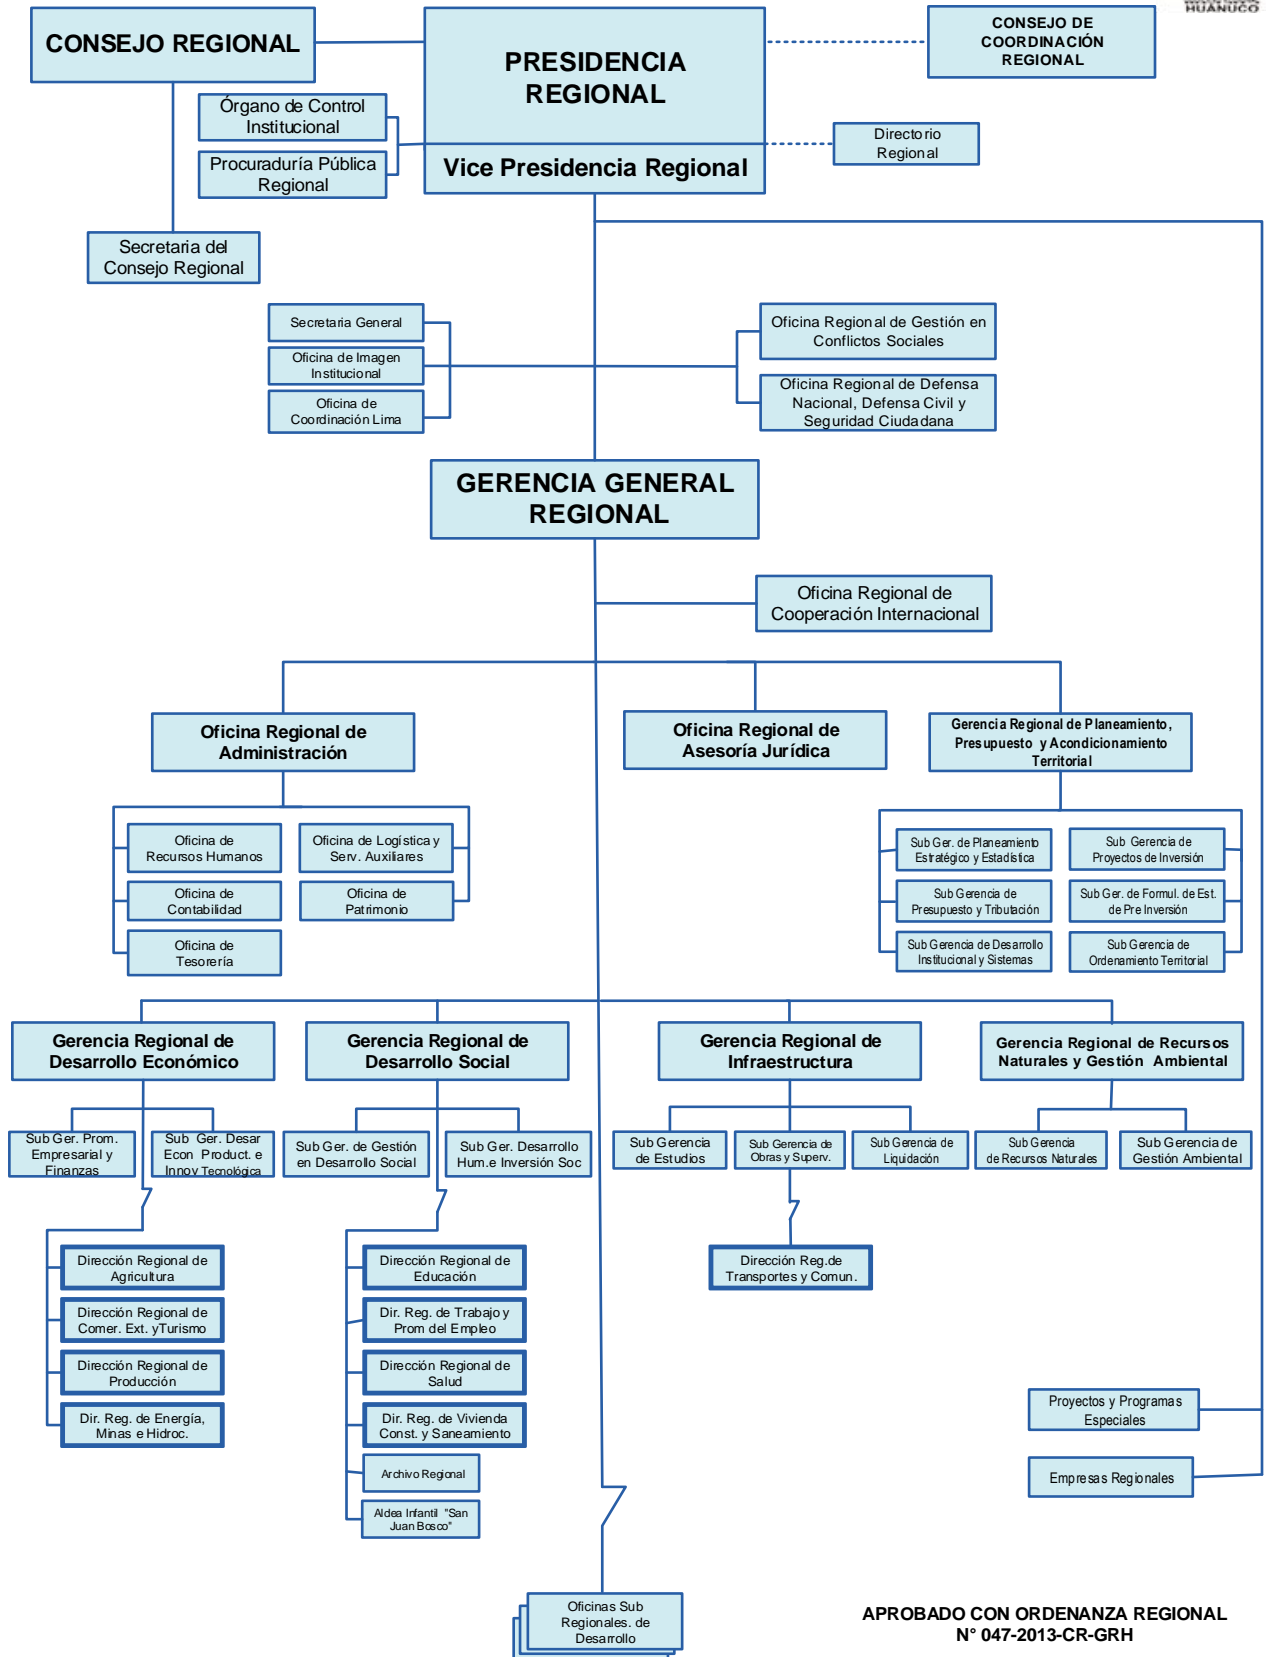 HUÁNUCO
CONSEJO REGIONAL
PRESIDENCIA
REGIONAL
CONSEJO DE
COORDINACIÓN
REGIONAL
Órgano de Control
Institucional
Procuraduría Pública
Regional
Vice Presidencia Regional
Directorio
Regional
Secretaria del
Consejo Regional
Secretaria General
Oficina de Imagen
Institucional
Oficina de
Coordinación Lima
Oficina Regional de Gestión en
Conflictos Sociales
Oficina Regional de Defensa
Nacional, Defensa Civil y
Seguridad Ciudadana
GERENCIA GENERAL
REGIONAL
Oficina Regional de
Cooperación Internacional
Oficina Regional de
Administración
Oficina Regional de
Asesoría Jurídica
Gerencia Regional de Planeamiento,
Presupuesto y Acondicionamiento
Territorial
Oficina de
Recursos Humanos
Oficina de Logística y
Serv. Auxiliares
Oficina de
Contabilidad
Oficina de
Patrimonio
Oficina de
Tesorería
Sub Ger. de Planeamiento
Estratégico y Estadística
Sub Gerencia de
Proyectos de Inversión
Sub Gerencia de
Presupuesto y Tributación
Sub Ger. de Formul. de Est.
de Pre Inversión
Sub Gerencia de Desarrollo
Institucional y Sistemas
Sub Gerencia de
Ordenamiento Territorial
Gerencia Regional de
Desarrollo Económico
Gerencia Regional de
Desarrollo Social
Gerencia Regional de
Infraestructura
Gerencia Regional de Recursos
Naturales y Gestión Ambiental
Sub Ger. Prom.
Empresarial y
Finanzas
Sub Ger. Desar
Econ Product. e
Innov Tecnológica
Sub Ger. de Gestión
en Desarrollo Social
Sub Ger. Desarrollo
Hum.e Inversión Soc
Sub Gerencia
de Estudios
Sub Gerencia de
Obras y Superv.
Sub Gerencia de
Liquidación
Sub Gerencia
de Recursos Naturales
Sub Gerencia de
Gestión Ambiental
Dirección Regional de
Agricultura
Dirección Regional de
Comer. Ext. yTurismo
Dirección Regional de
Producción
Dir. Reg. de Energía,
Minas e Hidroc.
Dirección Regional de
Educación
Dir. Reg. de Trabajo y
Prom del Empleo
Dirección Regional de
Salud
Dir. Reg. de Vivienda
Const. y Saneamiento
Archivo Regional
Aldea Infantil "San
Juan Bosco"
Dirección Reg.de
Transportes y Comun.
Proyectos y Programas
Especiales
Empresas Regionales
Oficinas Sub
Regionales. de
Desarrollo
APROBADO CON ORDENANZA REGIONAL
N° 047-2013-CR-GRH